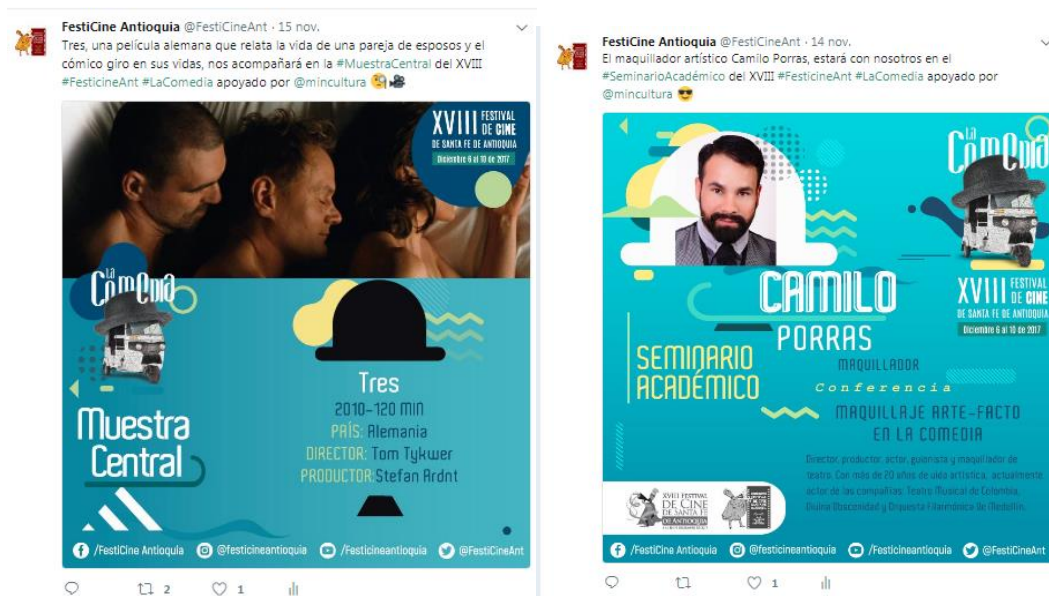 FestiCine Antioquia @FestiCineAnt · 15 nov.
Tres, una película alemana que relata la vida de una pareja de esposos y el
cómico giro en sus vidas, nos acompañará en la #MuestraCentral del XVIII
#FesticineAnt #LaComedia apoyado por @mincultura
XVIII FESTIVAL
DE CINE
DE SANTA FE DE ANTIOQUIA
Diciembre 6 al 10 de 2017
La
Comedia
Tres
2010-120 MIN
PAÍS: Alemania
DIRECTOR: Tom Tykwer
PRODUCTOR: Stefan Ardnt
Muestra
Central
/FestiCine Antioquia @festicineantioquia /Festicineantioquia @FestiCineAnt
2 1
FestiCine Antioquia @FestiCineAnt · 14 nov.
El maquillador artístico Camilo Porras, estará con nosotros en el
#SeminarioAcadémico del XVIII #FesticineAnt #LaComedia apoyado por
@mincultura
La
Comedia
XVIII FESTIVAL
DE CINE
DE SANTA FE DE ANTIOQUIA
Diciembre 6 al 10 de 2017
CAMILO
PORRAS
SEMINARIO
ACADÉMICO
MAQUILLADOR
Conferencia
MAQUILLAJE ARTE-FACTO
EN LA COMEDIA
Director, productor, actor, guionista y maquillador de
teatro. Con más de 20 años de vida artística, actualmente
actor de las compañías: Teatro Musical de Colombia,
Divina Obscenidad y Orquesta Filarmónica de Medellín.
XVIII FESTIVAL
DE CINE
DE SANTA FE
DE ANTIOQUIA
/FestiCine Antioquia @festicineantioquia /Festicineantioquia @FestiCineAnt
1